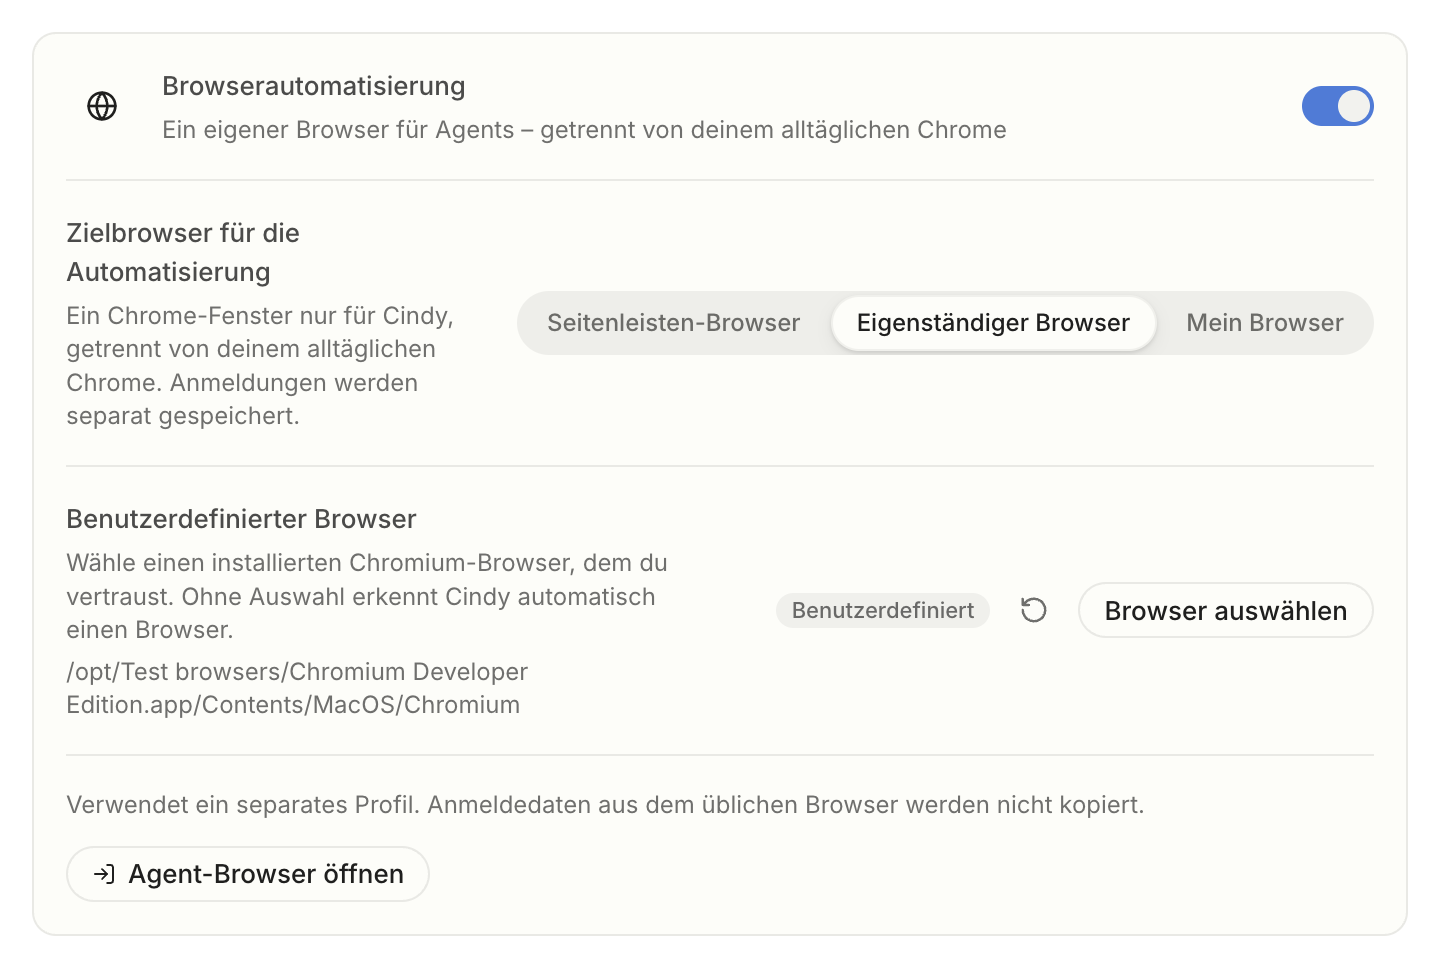 Browserautomatisierung
Ein eigener Browser für Agents – getrennt von deinem alltäglichen Chrome
Zielbrowser für die
Automatisierung
Ein Chrome-Fenster nur für Cindy,
getrennt von deinem alltäglichen
Chrome. Anmeldungen werden
separat gespeichert.
Seitenleisten-Browser
Eigenständiger Browser
Mein Browser
Benutzerdefinierter Browser
Wähle einen installierten Chromium-Browser, dem du
vertraust. Ohne Auswahl erkennt Cindy automatisch
einen Browser.
/opt/Test browsers/Chromium Developer
Edition.app/Contents/MacOS/Chromium
Benutzerdefiniert
Browser auswählen
Verwendet ein separates Profil. Anmeldedaten aus dem üblichen Browser werden nicht kopiert.
Agent-Browser öffnen